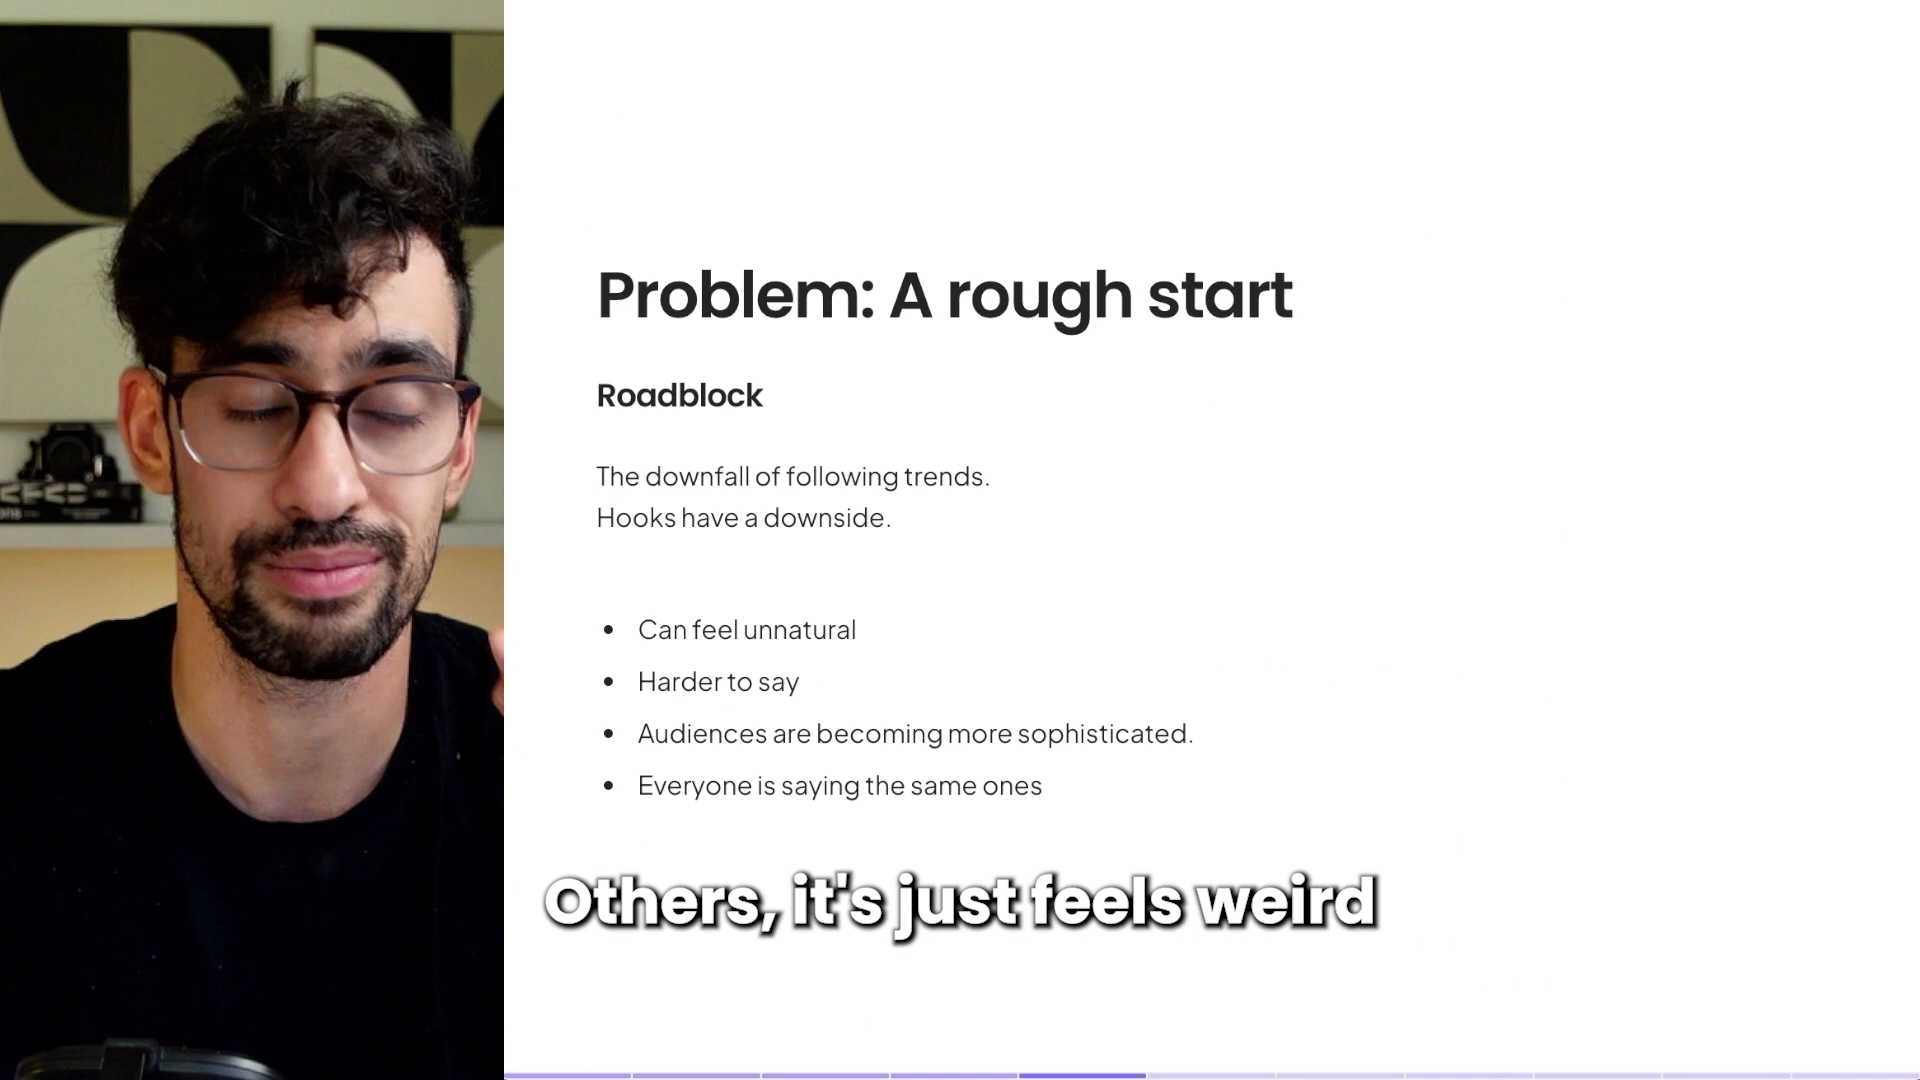 Problem: A rough start
Roadblock
The downfall of following trends.
Hooks have a downside.
Can feel unnatural
Harder to say
Audiences are becoming more sophisticated.
Everyone is saying the same ones
Others, it's just feels weird